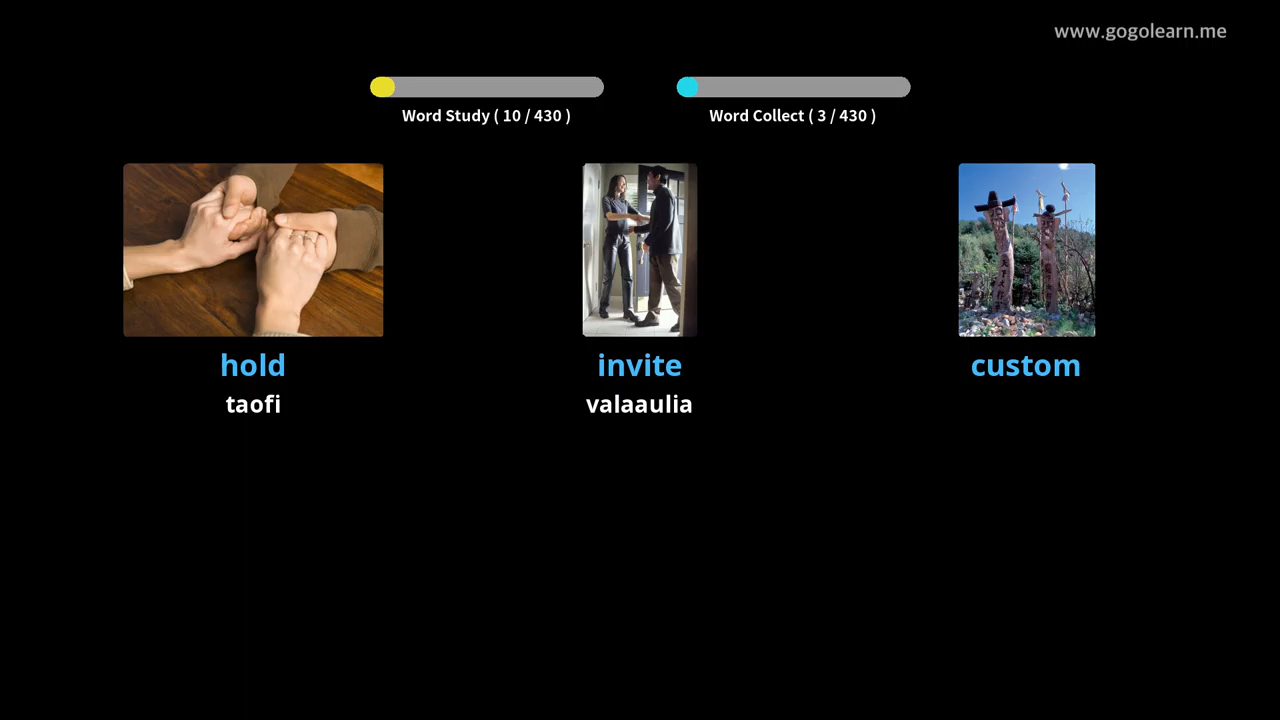 www.gogolearn.me
Word Study ( 10 / 430 )
Word Collect ( 3 / 430 )
hold
taofi
invite
valaaulia
custom